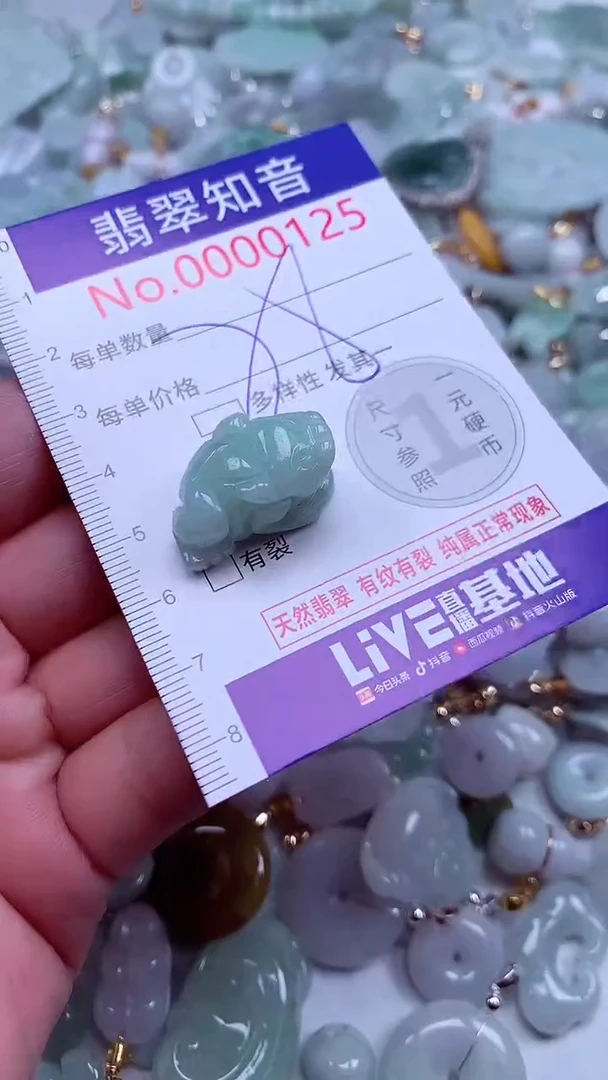 翡翠知音
No.0000125
每单数量
每单价格
多样性 发其
尺寸参照
1
一元硬币
有裂
天然翡翠 有纹有裂 纯属正常现象
LiVE直播基地
今日头条 抖音 西瓜视频 抖音火山版
0
1
2
3
4
5
6
7
8